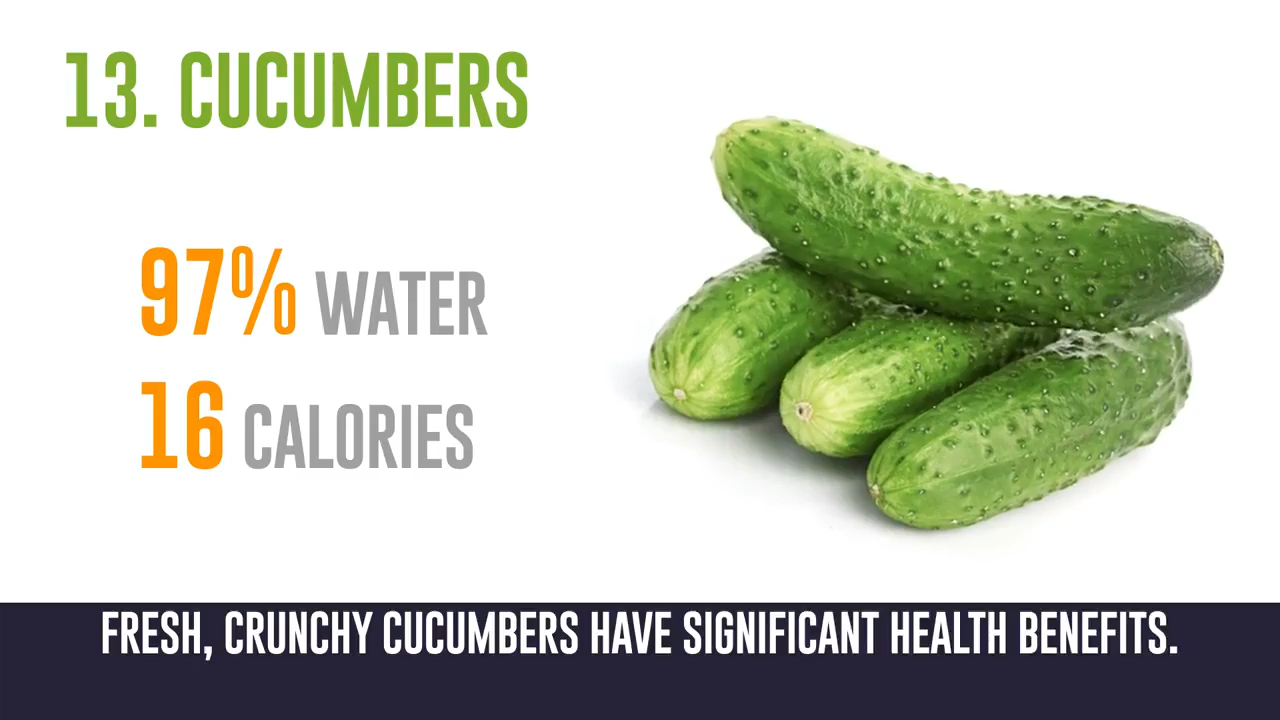 13. CUCUMBERS
97% WATER
16 CALORIES
FRESH, CRUNCHY CUCUMBERS HAVE SIGNIFICANT HEALTH BENEFITS.